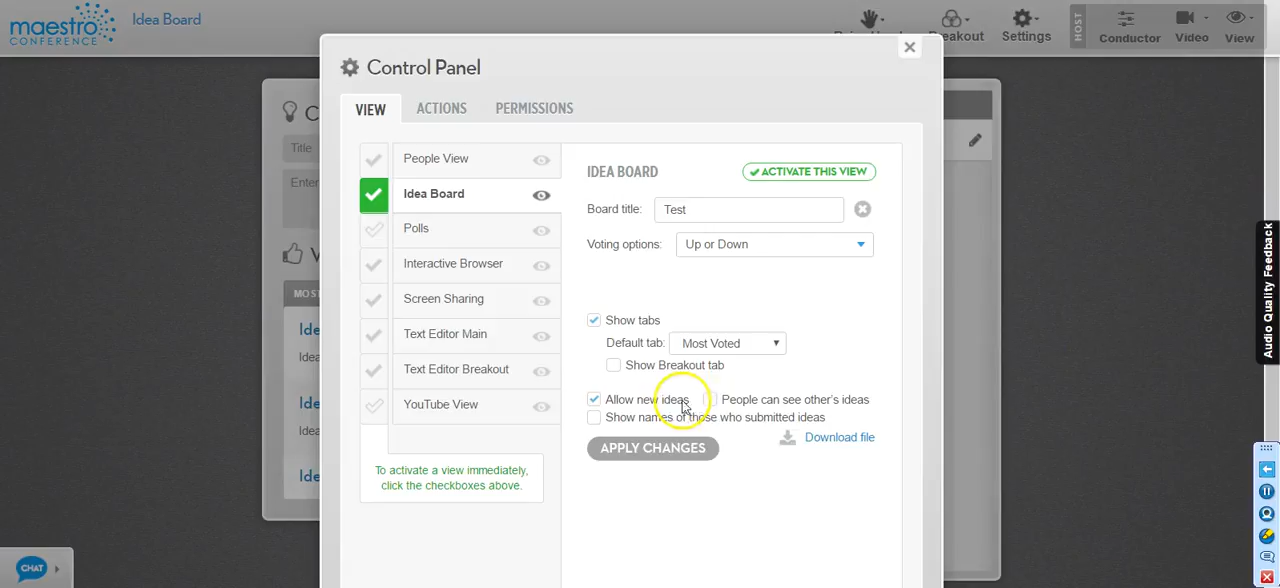 maestro
CONFERENCE
Idea Board
Breakout
Settings
HOST
Conductor
Video
View
Control Panel
VIEW
ACTIONS
PERMISSIONS
Title
Enter
MOS
Ide
Idea
Ide
Idea
Ide
People View
Idea Board
Polls
Interactive Browser
Screen Sharing
Text Editor Main
Text Editor Breakout
YouTube View
To activate a view immediately,
click the checkboxes above.
IDEA BOARD
ACTIVATE THIS VIEW
Board title:
Test
Voting options:
Up or Down
Show tabs
Default tab:
Most Voted
Show Breakout tab
Allow new ideas
People can see other's ideas
Show names of those who submitted ideas
APPLY CHANGES
Download file
Audio Quality Feedback
CHAT